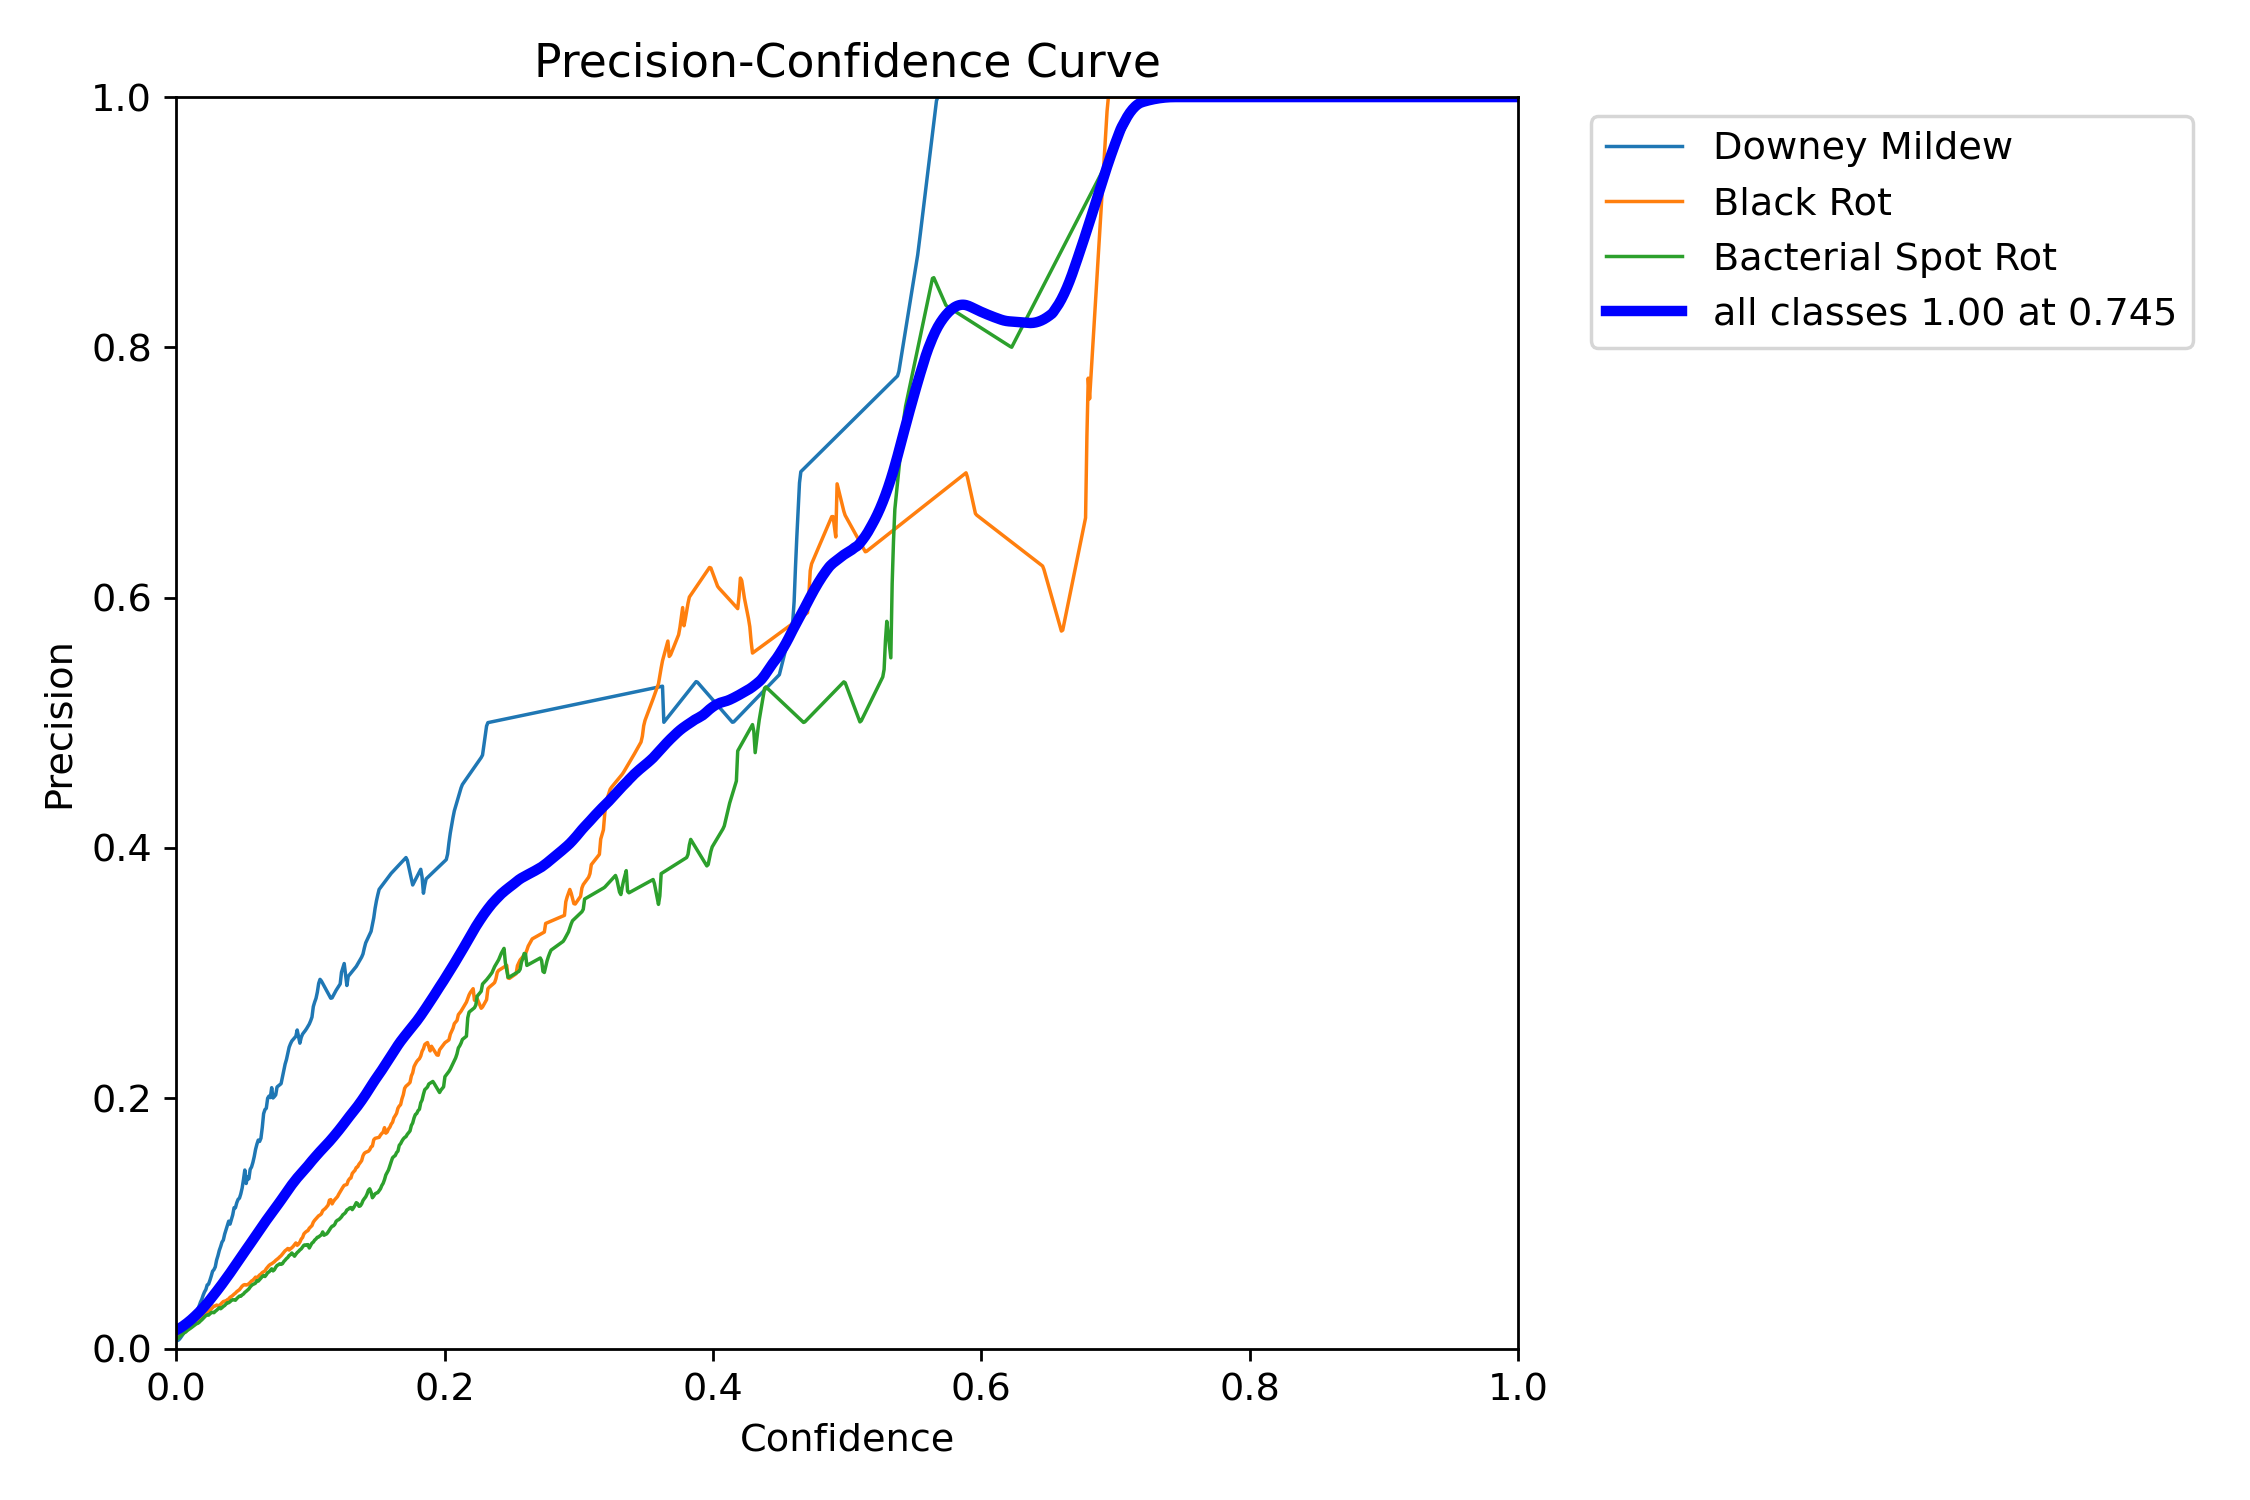 Precision-Confidence Curve
1.0
0.8
0.6
0.4
0.2
0.0
Precision
0.0 0.2 0.4 0.6 0.8 1.0
Confidence
Downey Mildew
Black Rot
Bacterial Spot Rot
all classes 1.00 at 0.745